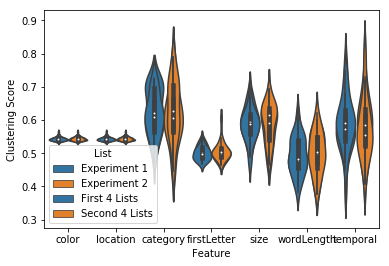 0.9
0.8
0.7
0.6
0.5
0.4
0.3
Clustering Score
List
Experiment 1
Experiment 2
First 4 Lists
Second 4 Lists
color location category firstLetter size wordLength temporal
Feature